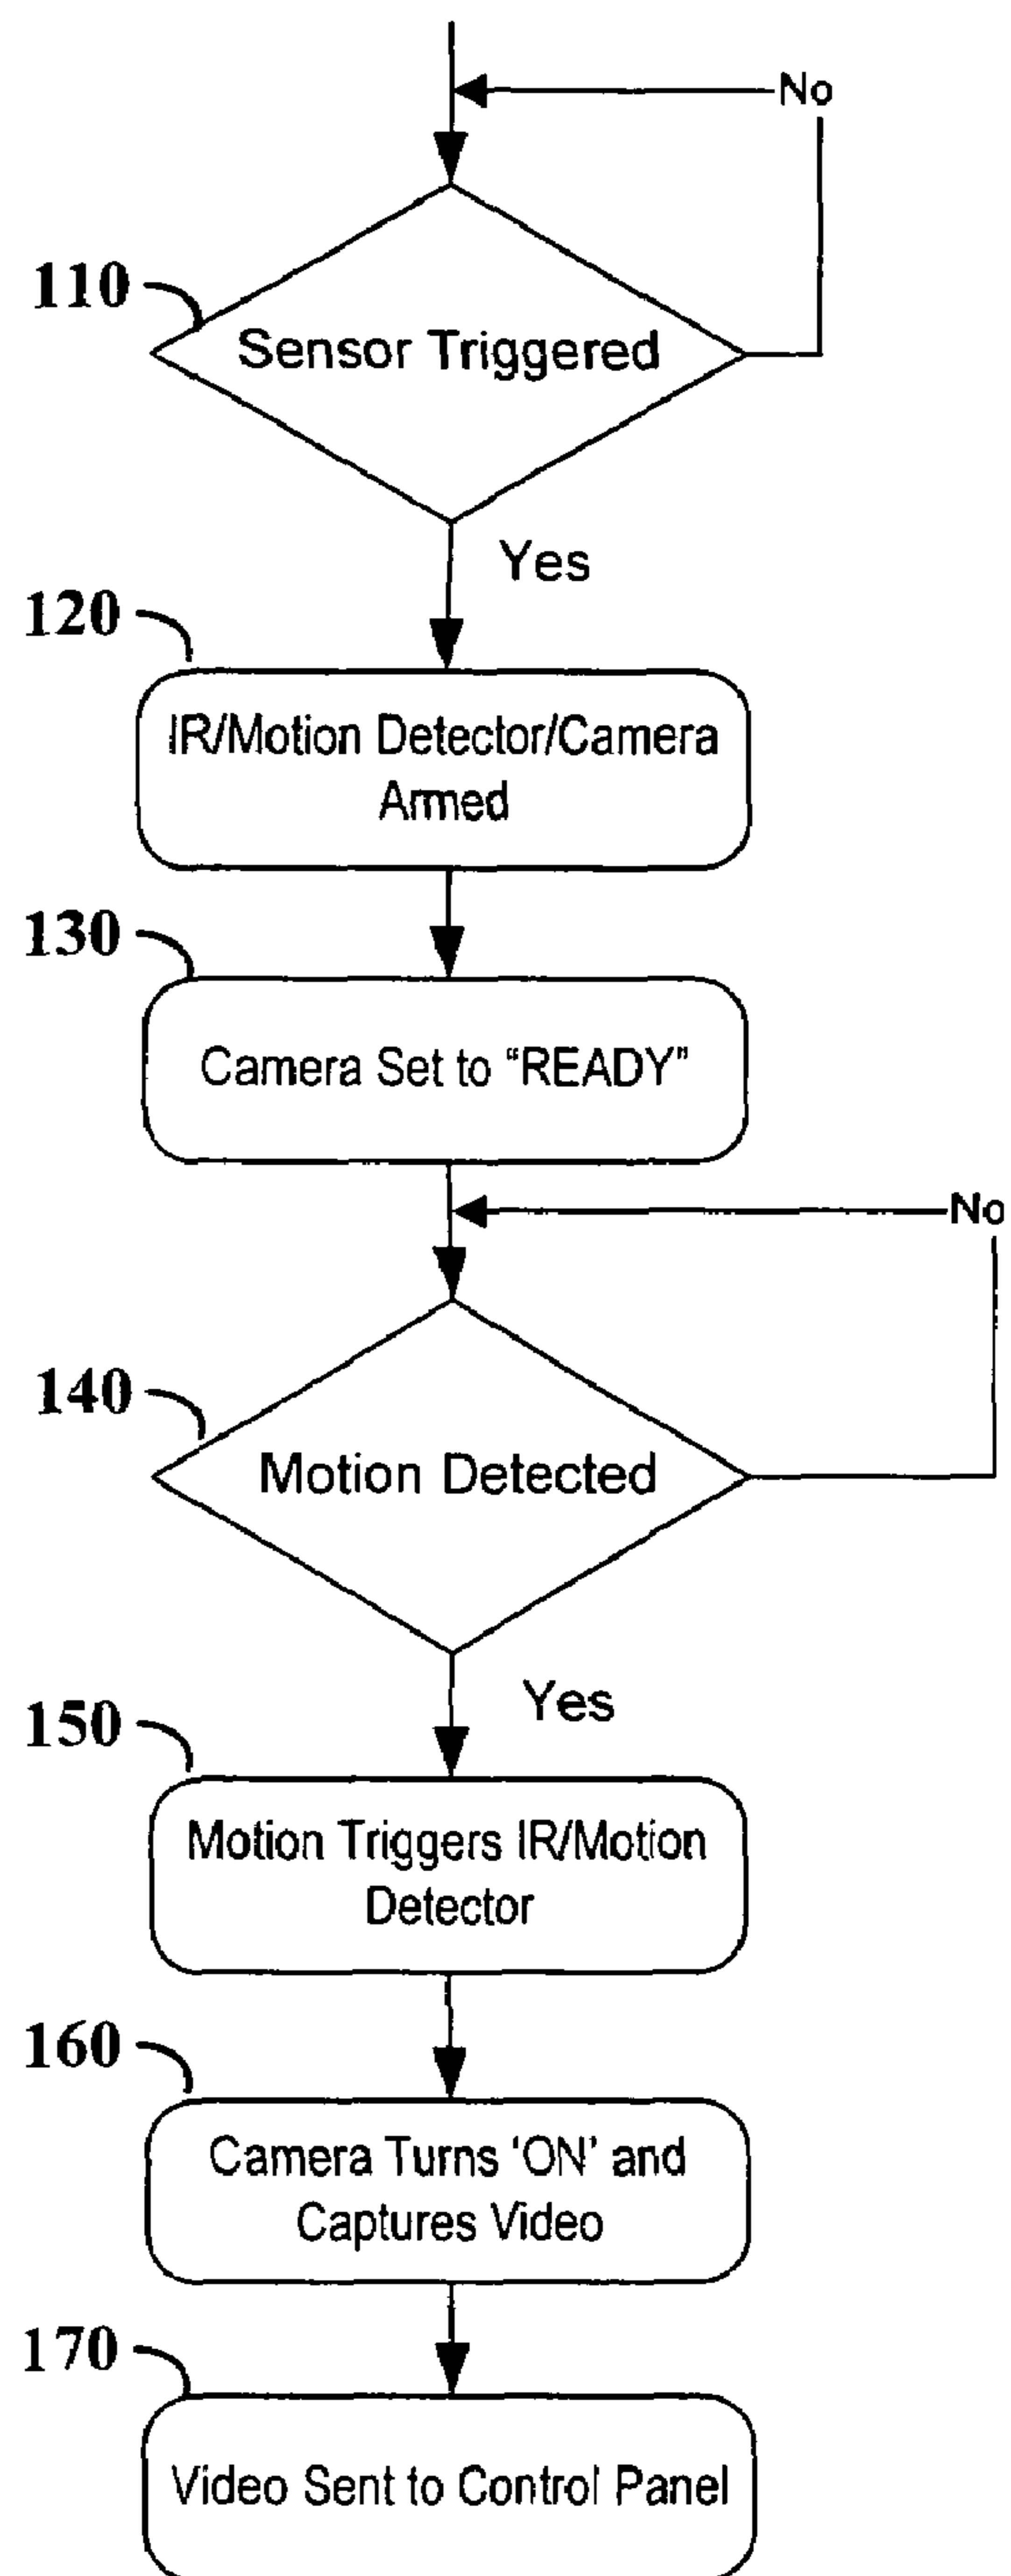 No
110
Sensor Triggered
Yes
120
IR/Motion Detector/Camera
Armed
130
Camera Set to “READY”
No
140
Motion Detected
Yes
150
Motion Triggers IR/Motion
Detector
160
Camera Turns ‘ON’ and
Captures Video
170
Video Sent to Control Panel